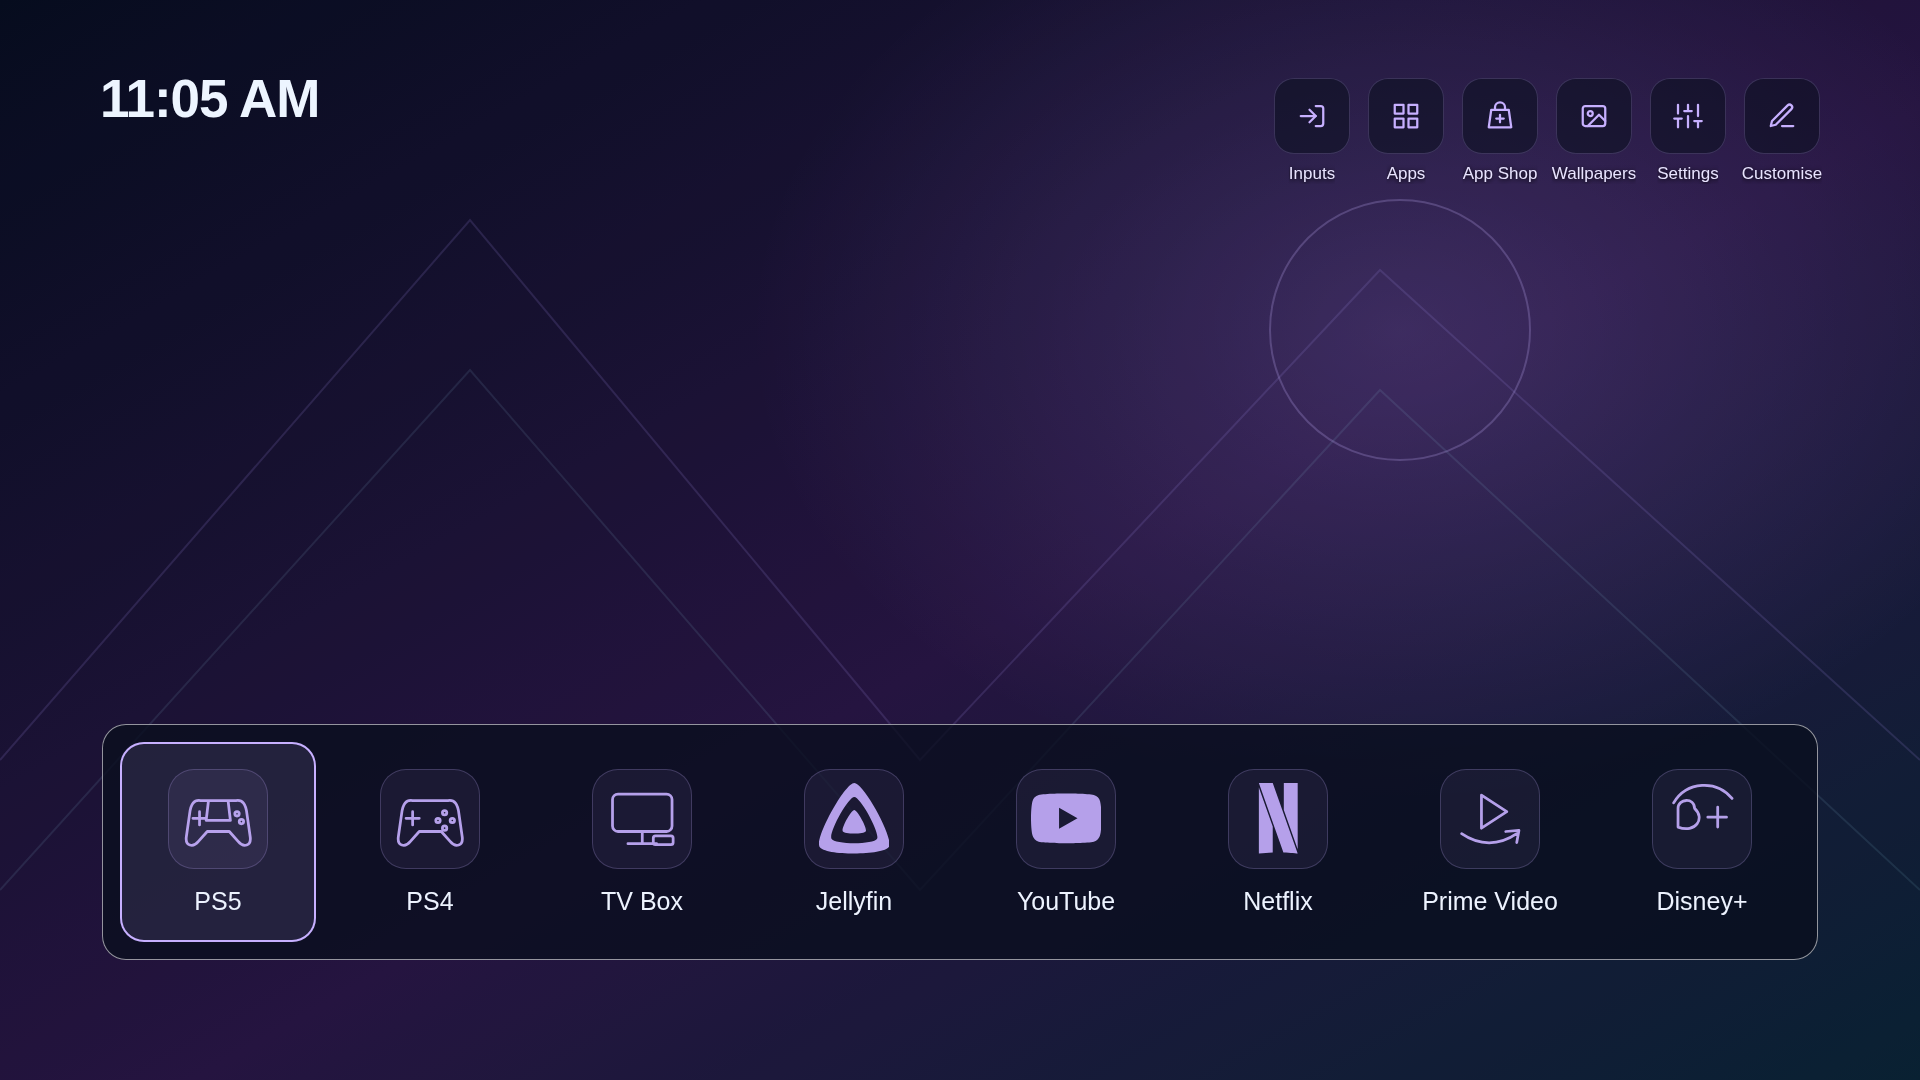 11:05 AM
Inputs
Apps
App Shop
Wallpapers
Settings
Customise
PS5
PS4
TV Box
Jellyfin
YouTube
Netflix
Prime Video
Disney+